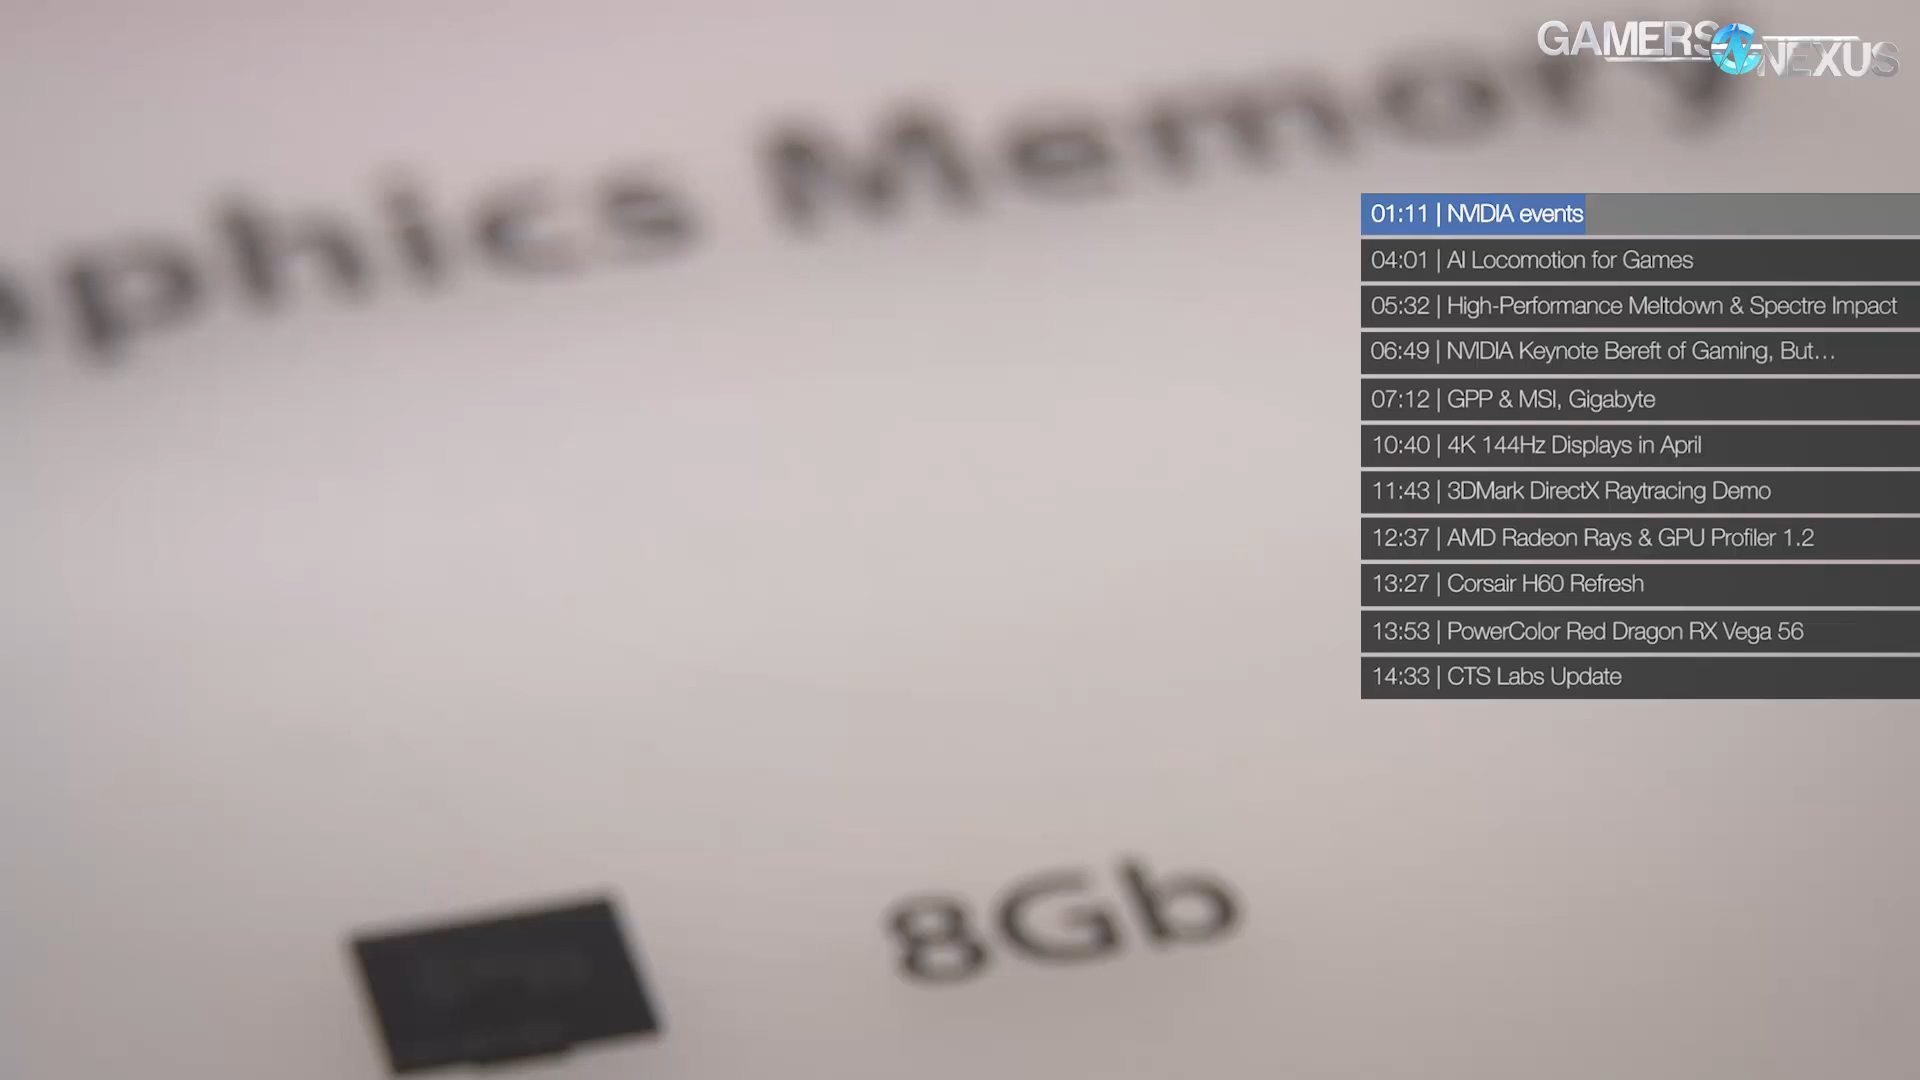 GAMERS NEXUS
phics Memory
01:11 | NVIDIA events
04:01 | AI Locomotion for Games
05:32 | High-Performance Meltdown & Spectre Impact
06:49 | NVIDIA Keynote Bereft of Gaming, But...
07:12 | GPP & MSI, Gigabyte
10:40 | 4K 144Hz Displays in April
11:43 | 3DMark DirectX Raytracing Demo
12:37 | AMD Radeon Rays & GPU Profiler 1.2
13:27 | Corsair H60 Refresh
13:53 | PowerColor Red Dragon RX Vega 56
14:33 | CTS Labs Update
8Gb